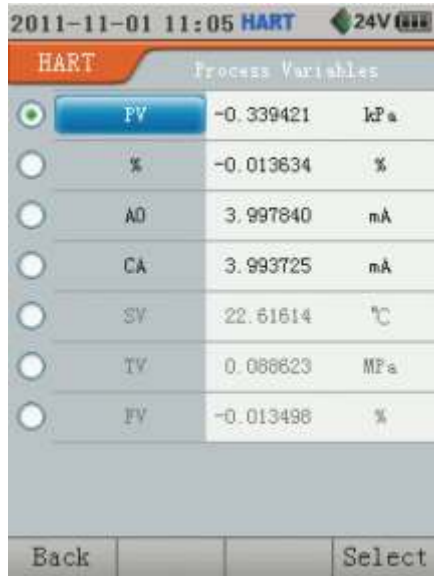 2011-11-01 11:05 HART 24V
HART Process Variables
PV -0.339421 kPa
% -0.013634 %
AO 3.997840 mA
CA 3.993725 mA
SV 22.61614 ℃
TV 0.088623 MPa
FV -0.013498 %
Back Select